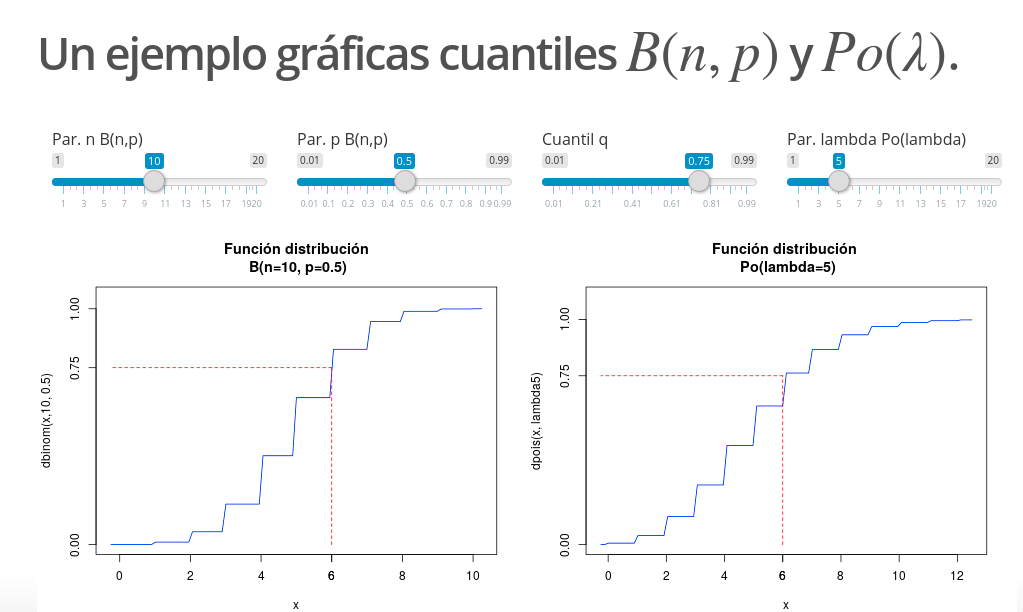 Un ejemplo gráficas cuantiles B(n, p) y Po(λ).
Par. n B(n,p)
1 10 20
1 3 5 7 9 11 13 15 17 1920
Par. p B(n,p)
0.01 0.5 0.99
0.01 0.1 0.2 0.3 0.4 0.5 0.6 0.7 0.8 0.90.99
Cuantil q
0.01 0.75 0.99
0.01 0.21 0.41 0.61 0.81 0.99
Par. lambda Po(lambda)
1 5 20
1 3 5 7 9 11 13 15 17 1920
Función distribución
B(n=10, p=0.5)
dbinom(x,10, 0.5)
1.00
0.75
0.00
0 2 4 6 8 10
x
Función distribución
Po(lambda=5)
dpois(x, lambda5)
1.00
0.75
0.00
0 2 4 6 8 10 12
x